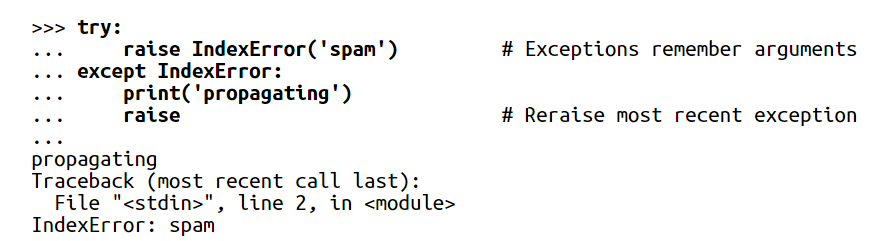 >>> try:
...     raise IndexError('spam')         # Exceptions remember arguments
... except IndexError:
...     print('propagating')
...     raise                            # Reraise most recent exception
...
propagating
Traceback (most recent call last):
  File "<stdin>", line 2, in <module>
IndexError: spam